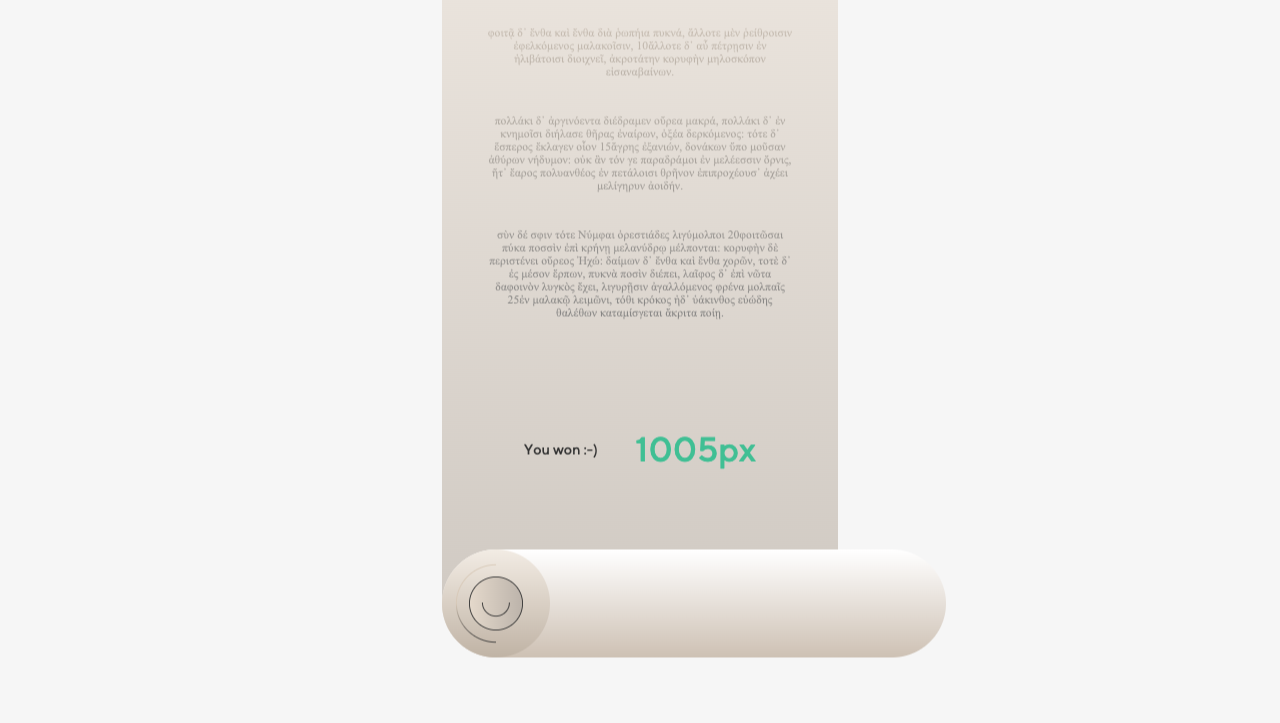 φοιτᾷ δ᾽ ἔνθα καὶ ἔνθα διὰ ῥωπήια πυκνά, ἄλλοτε μὲν ῥείθροισιν
ἐφελκόμενος μαλακοῖσιν, 10ἄλλοτε δ᾽ αὖ πέτρῃσιν ἐν
ἠλιβάτοισι διοιχνεῖ, ἀκροτάτην κορυφὴν μηλοσκόπον
εἰσαναβαίνων.
πολλάκι δ᾽ ἀργινόεντα διέδραμεν οὔρεα μακρά, πολλάκι δ᾽ ἐν
κνημοῖσι διήλασε θῆρας ἐναίρων, ὀξέα δερκόμενος: τότε δ᾽
ἕσπερος ἔκλαγεν οἶον 15ἄγρης ἐξανιών, δονάκων ὕπο μοῦσαν
ἀθύρων νήδυμον: οὐκ ἂν τόν γε παραδράμοι ἐν μελέεσσιν ὄρνις,
ἥτ᾽ ἔαρος πολυανθέος ἐν πετάλοισι θρῆνον ἐπιπροχέουσ᾽ ἀχέει
μελίγηρυν ἀοιδήν.
σὺν δέ σφιν τότε Νύμφαι ὀρεστιάδες λιγύμολποι 20φοιτῶσαι
πύκα ποσσὶν ἐπὶ κρήνῃ μελανύδρῳ μέλπονται: κορυφὴν δὲ
περιστένει οὔρεος Ἠχώ: δαίμων δ᾽ ἔνθα καὶ ἔνθα χορῶν, τοτὲ δ᾽
ἐς μέσον ἕρπων, πυκνὰ ποσὶν διέπει, λαῖφος δ᾽ ἐπὶ νῶτα
δαφοινὸν λυγκὸς ἔχει, λιγυρῇσιν ἀγαλλόμενος φρένα μολπαῖς
25ἐν μαλακῷ λειμῶνι, τόθι κρόκος ἠδ᾽ ὑάκινθος εὐώδης
θαλέθων καταμίσγεται ἄκριτα ποίῃ.
You won :-) 1005px